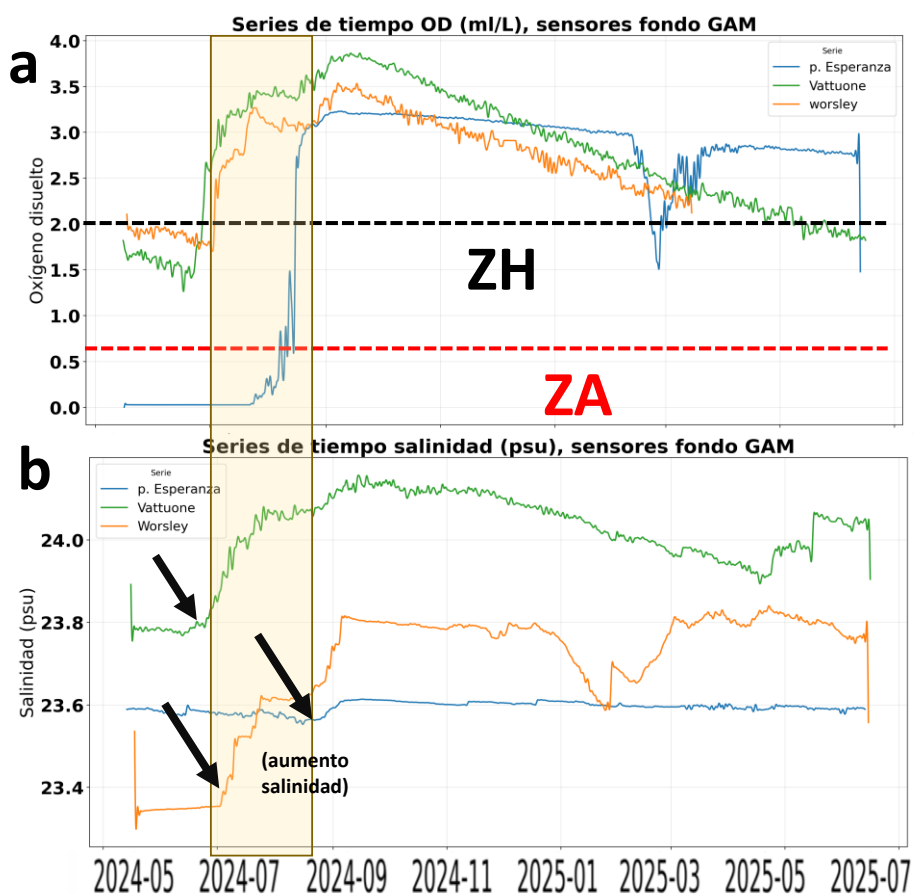 Series de tiempo OD (ml/L), sensores fondo GAM
a
Serie
p. Esperanza
Vattuone
worsley
Oxígeno disuelto
4.0
3.5
3.0
2.5
2.0
1.5
1.0
0.5
0.0
ZH
ZA
Series de tiempo salinidad (psu), sensores fondo GAM
b
Serie
p. Esperanza
Vattuone
Worsley
Salinidad (psu)
24.0
23.8
23.6
23.4
(aumento
salinidad)
2024-05 2024-07 2024-09 2024-11 2025-01 2025-03 2025-05 2025-07